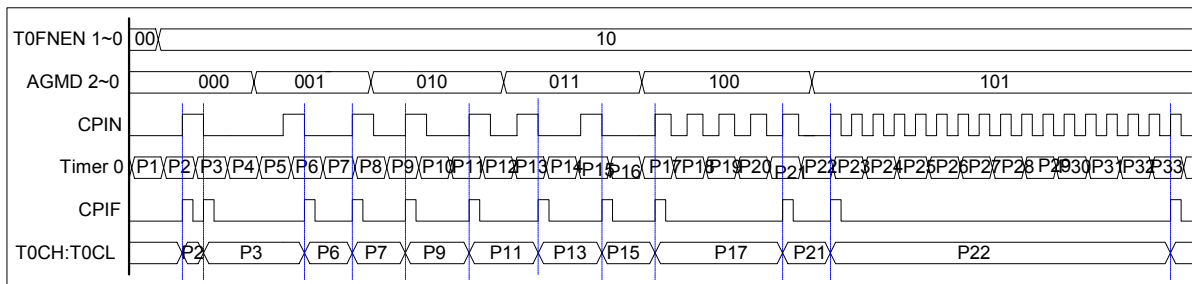 T0FNEN 1~0 00 10
AGMD 2~0 000 001 010 011 100 101
CPIN
Timer 0 P1 P2 P3 P4 P5 P6 P7 P8 P9 P10 P11 P12 P13 P14 P15 P16 P17 P18 P19 P20 P21 P22 P23 P24 P25 P26 P27 P28 P29 P30 P31 P32 P33
CPIF
T0CH:T0CL P2 P3 P6 P7 P9 P11 P13 P15 P17 P21 P22